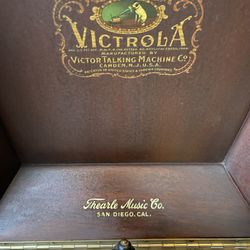 VICTROLA
MANUFACTURED BY
VICTOR TALKING MACHINE CO
CAMDEN, N.J. U.S.A.
Thearle Music Co.
SAN DIEGO, CAL.